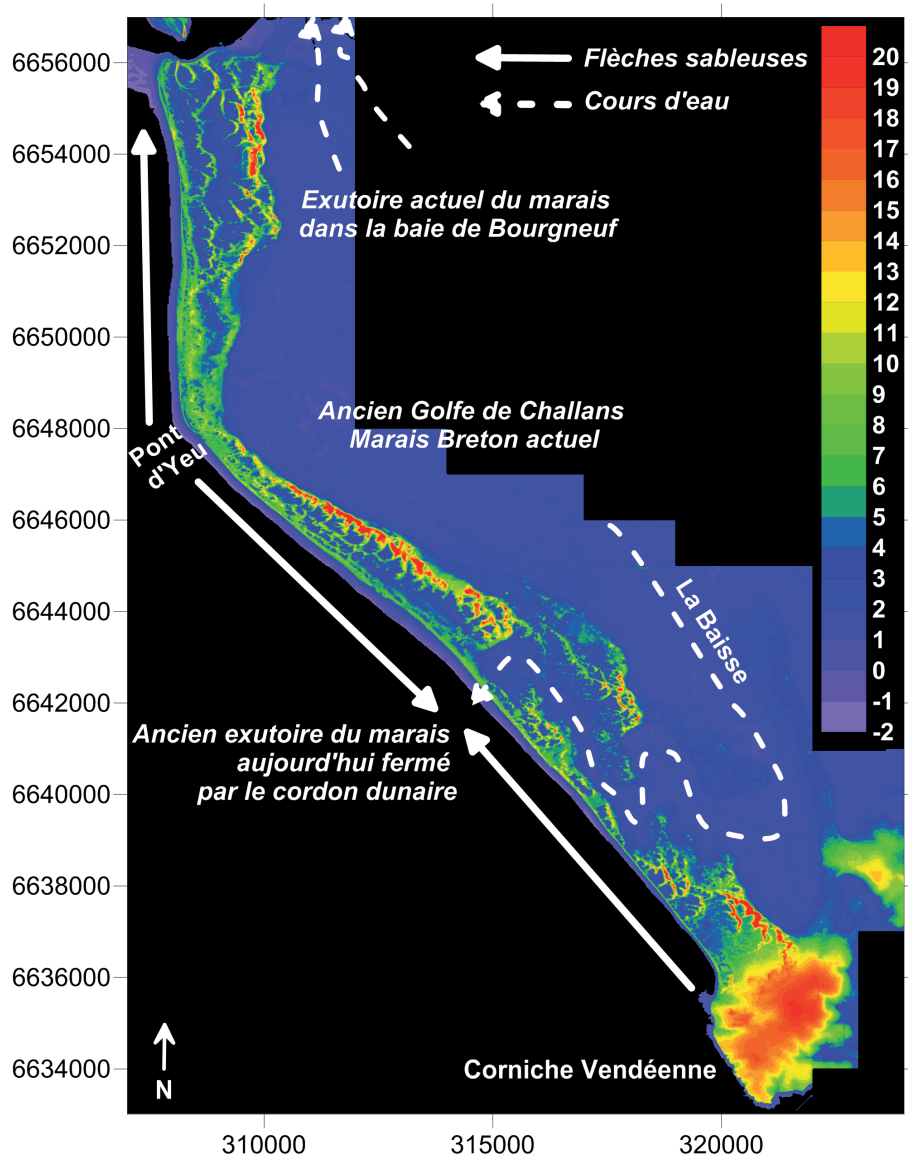 Flèches sableuses
Cours d'eau
Exutoire actuel du marais
dans la baie de Bourgneuf
Ancien Golfe de Challans
Marais Breton actuel
Pont
d'Yeu
La Baisse
Ancien exutoire du marais
aujourd'hui fermé
par le cordon dunaire
Corniche Vendéenne
N
6656000
6654000
6652000
6650000
6648000
6646000
6644000
6642000
6640000
6638000
6636000
6634000
310000
315000
320000
20
19
18
17
16
15
14
13
12
11
10
9
8
7
6
5
4
3
2
1
0
-1
-2